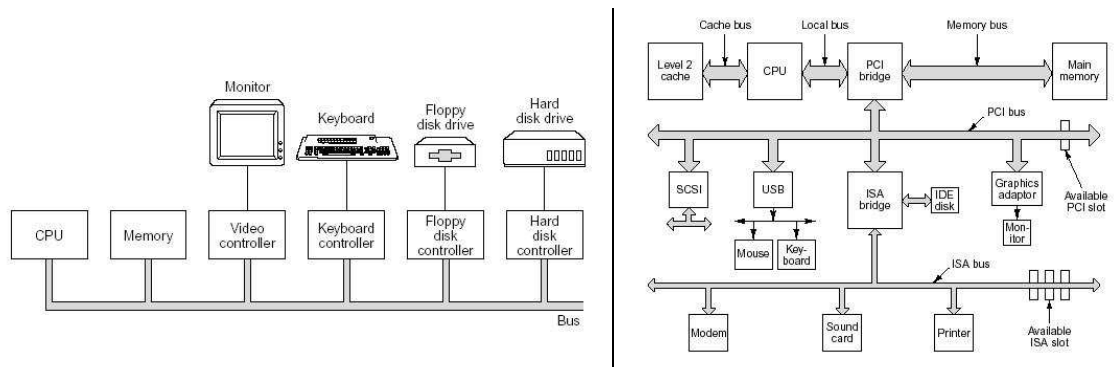 Monitor
Keyboard
Floppy
disk drive
Hard
disk drive
CPU
Memory
Video
controller
Keyboard
controller
Floppy
disk
controller
Hard
disk
controller
Bus
Cache bus
Local bus
Memory bus
Level 2
cache
CPU
PCI
bridge
Main
memory
PCI bus
SCSI
USB
ISA
bridge
IDE
disk
Graphics
adaptor
Available
PCI slot
Mouse
Key-
board
Mon-
itor
ISA bus
Modem
Sound
card
Printer
Available
ISA slot